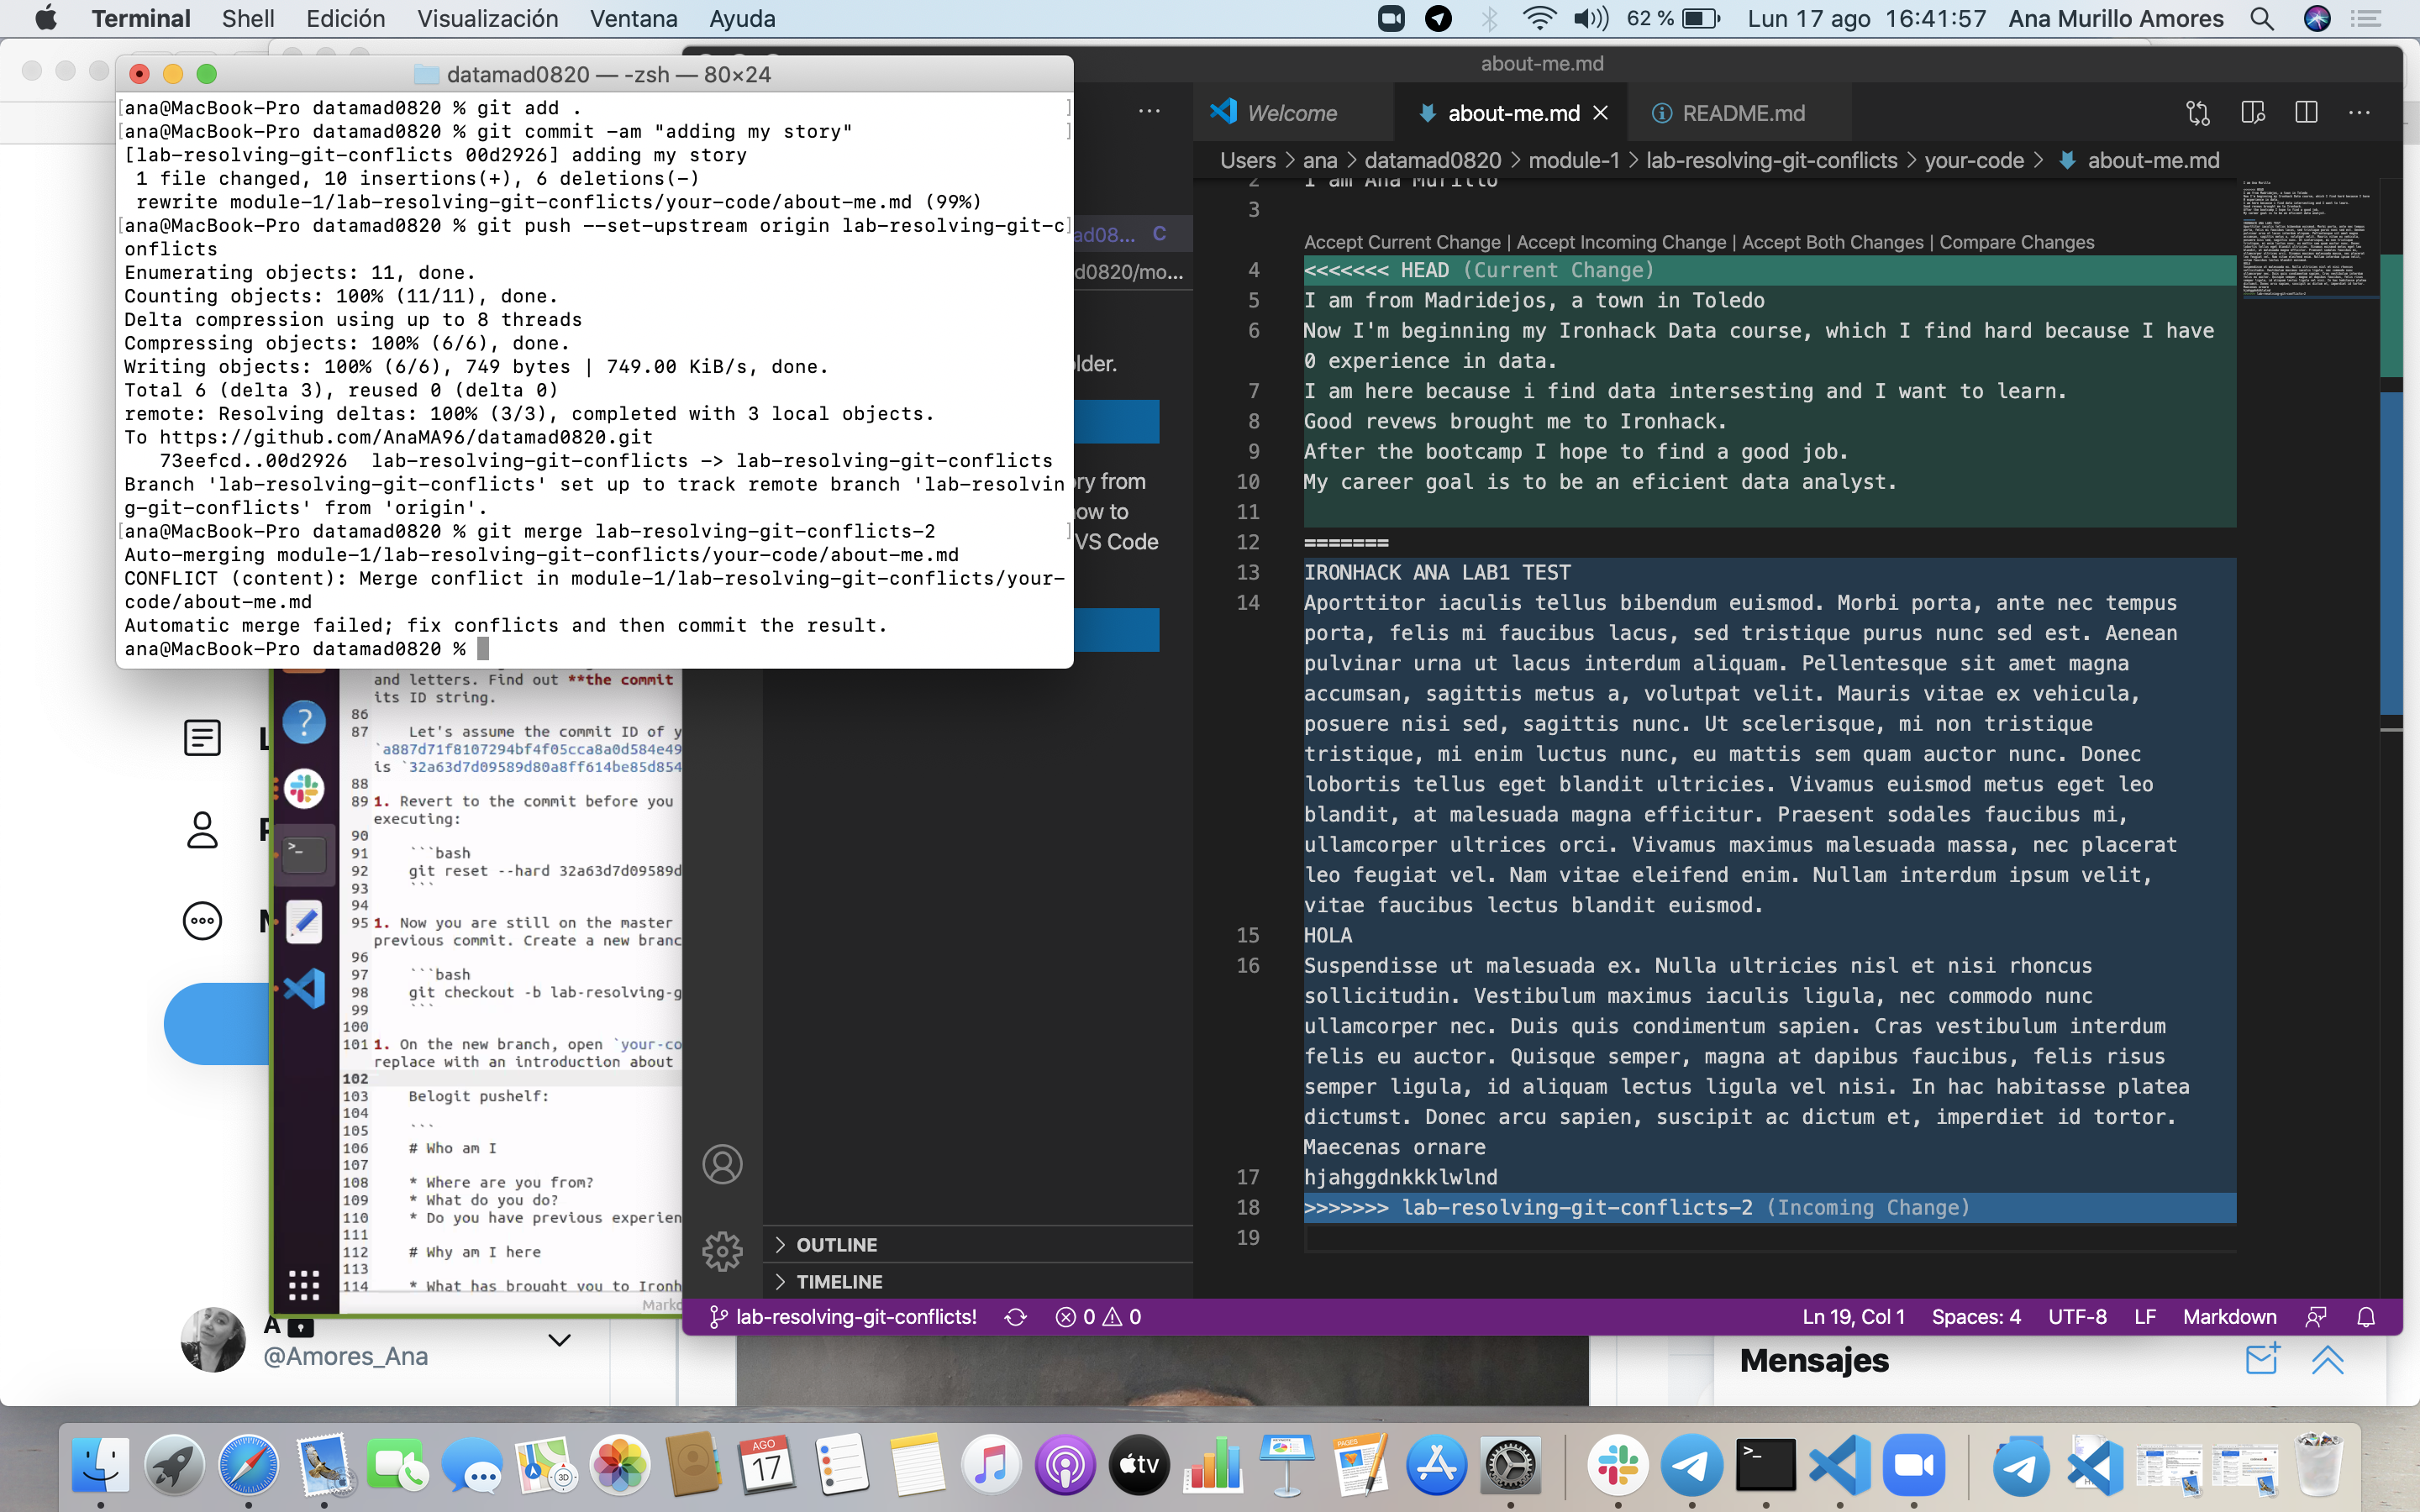 Terminal Shell Edición Visualización Ventana Ayuda 62 % Lun 17 ago 16:41:57 Ana Murillo Amores
datamad0820 — -zsh — 80×24
ana@MacBook-Pro datamad0820 % git add .
ana@MacBook-Pro datamad0820 % git commit -am "adding my story"
[lab-resolving-git-conflicts 00d2926] adding my story
1 file changed, 10 insertions(+), 6 deletions(-)
rewrite module-1/lab-resolving-git-conflicts/your-code/about-me.md (99%)
ana@MacBook-Pro datamad0820 % git push --set-upstream origin lab-resolving-git-c
onflicts
Enumerating objects: 11, done.
Counting objects: 100% (11/11), done.
Delta compression using up to 8 threads
Compressing objects: 100% (6/6), done.
Writing objects: 100% (6/6), 749 bytes | 749.00 KiB/s, done.
Total 6 (delta 3), reused 0 (delta 0)
remote: Resolving deltas: 100% (3/3), completed with 3 local objects.
To https://github.com/AnaMA96/datamad0820.git
73eefcd..00d2926 lab-resolving-git-conflicts -> lab-resolving-git-conflicts
Branch 'lab-resolving-git-conflicts' set up to track remote branch 'lab-resolvin
g-git-conflicts' from 'origin'.
ana@MacBook-Pro datamad0820 % git merge lab-resolving-git-conflicts-2
Auto-merging module-1/lab-resolving-git-conflicts/your-code/about-me.md
CONFLICT (content): Merge conflict in module-1/lab-resolving-git-conflicts/your-
code/about-me.md
Automatic merge failed; fix conflicts and then commit the result.
ana@MacBook-Pro datamad0820 %
about-me.md
Welcome about-me.md README.md
Users > ana > datamad0820 > module-1 > lab-resolving-git-conflicts > your-code > about-me.md
ad08... C
d0820/mo...
lder.
ry from
ow to
VS Code
2 I am Ana Murillo
3
Accept Current Change | Accept Incoming Change | Accept Both Changes | Compare Changes
4 <<<<<<< HEAD (Current Change)
5 I am from Madridejos, a town in Toledo
6 Now I'm beginning my Ironhack Data course, which I find hard because I have
0 experience in data.
7 I am here because i find data intersesting and I want to learn.
8 Good revews brought me to Ironhack.
9 After the bootcamp I hope to find a good job.
10 My career goal is to be an eficient data analyst.
11
12 =======
13 IRONHACK ANA LAB1 TEST
14 Aporttitor iaculis tellus bibendum euismod. Morbi porta, ante nec tempus
porta, felis mi faucibus lacus, sed tristique purus nunc sed est. Aenean
pulvinar urna ut lacus interdum aliquam. Pellentesque sit amet magna
accumsan, sagittis metus a, volutpat velit. Mauris vitae ex vehicula,
posuere nisi sed, sagittis nunc. Ut scelerisque, mi non tristique
tristique, mi enim luctus nunc, eu mattis sem quam auctor nunc. Donec
lobortis tellus eget blandit ultricies. Vivamus euismod metus eget leo
blandit, at malesuada magna efficitur. Praesent sodales faucibus mi,
ullamcorper ultrices orci. Vivamus maximus malesuada massa, nec placerat
leo feugiat vel. Nam vitae eleifend enim. Nullam interdum ipsum velit,
vitae faucibus lectus blandit euismod.
15 HOLA
16 Suspendisse ut malesuada ex. Nulla ultricies nisl et nisi rhoncus
sollicitudin. Vestibulum maximus iaculis ligula, nec commodo nunc
ullamcorper nec. Duis quis condimentum sapien. Cras vestibulum interdum
felis eu auctor. Quisque semper, magna at dapibus faucibus, felis risus
semper ligula, id aliquam lectus ligula vel nisi. In hac habitasse platea
dictumst. Donec arcu sapien, suscipit ac dictum et, imperdiet id tortor.
Maecenas ornare
17 hjahggdnkkklwlnd
18 >>>>>>> lab-resolving-git-conflicts-2 (Incoming Change)
19
OUTLINE
TIMELINE
lab-resolving-git-conflicts! 0 0 Ln 19, Col 1 Spaces: 4 UTF-8 LF Markdown
and letters. Find out **the commit
its ID string.
86
87 Let's assume the commit ID of y
`a887d71f8107294bf4f05cca8a0d584e49
is `32a63d7d09589d80a8ff614be85d854
88
89 1. Revert to the commit before you
executing:
90
91 ```bash
92 git reset --hard 32a63d7d09589d
93 ```
94
95 1. Now you are still on the master
previous commit. Create a new branc
96
97 ```bash
98 git checkout -b lab-resolving-g
99 ```
100
101 1. On the new branch, open `your-co
replace with an introduction about
102
103 Belogit pushelf:
104
105 ```
106 # Who am I
107
108 * Where are you from?
109 * What do you do?
110 * Do you have previous experien
111
112 # Why am I here
113
114 * What has brought you to Ironh
Markd
A
@Amores_Ana
Mensajes
AGO
17
3D
tv
PAGES